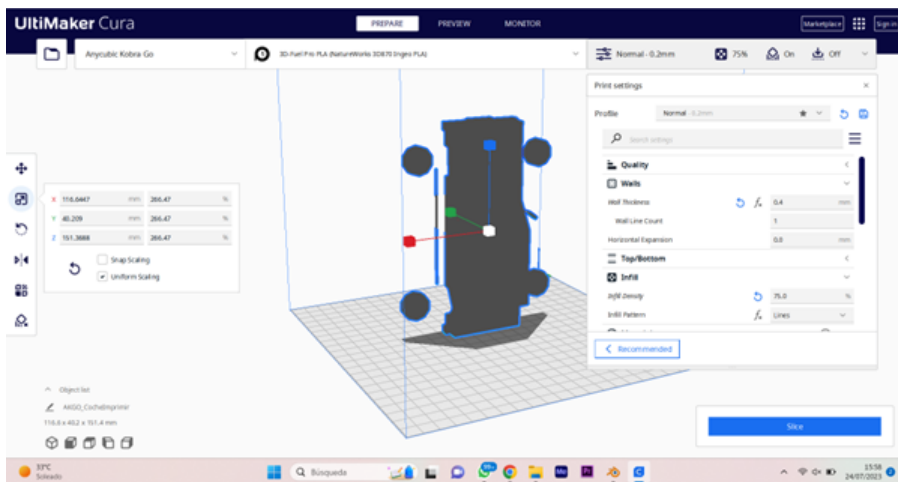 UltiMaker Cura
PREPARE
PREVIEW
MONITOR
Marketplace
Sign in
Anycubic Kobra Go
3D-Fuel Pro PLA (NatureWorks 3D870 Ingeo PLA)
Normal - 0.2mm
75%
On
Off
Print settings
Profile
Normal - 0.2mm
Search settings
Quality
Walls
Wall Thickness
0.4
mm
Wall Line Count
1
Horizontal Expansion
0.0
mm
Top/Bottom
Infill
Infill Density
75.0
%
Infill Pattern
Lines
Recommended
X 116.6447 mm 266.47 %
Y 40.209 mm 266.47 %
Z 151.3688 mm 266.47 %
Snap Scaling
Uniform Scaling
Object list
AKGO_CocheImprimir
116.6 x 40.2 x 151.4 mm
Slice
33°C
Soleado
Búsqueda
99+
15:58
24/07/2023